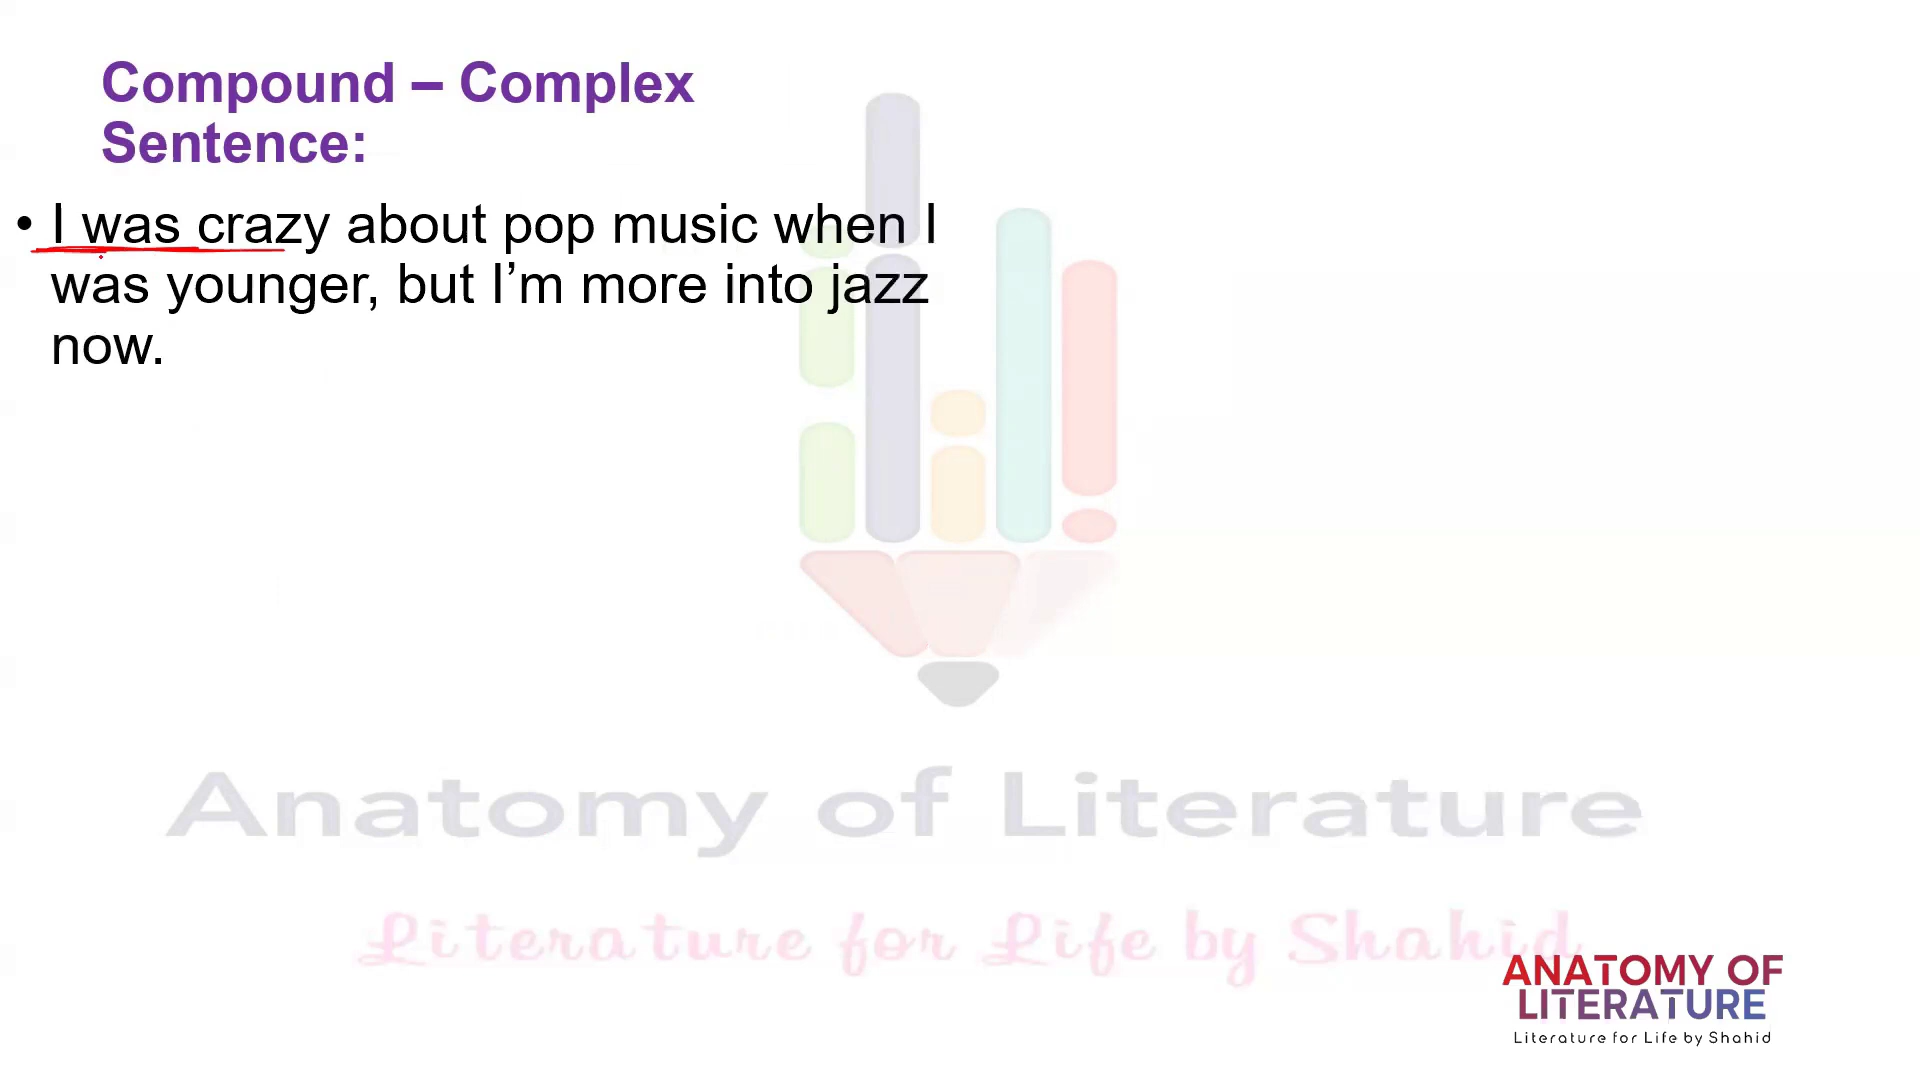 Compound – Complex
Sentence:
• I was crazy about pop music when I
was younger, but I’m more into jazz
now.
Anatomy of Literature
Literature for Life by Shahid
ANATOMY OF
LITERATURE
Literature for Life by Shahid